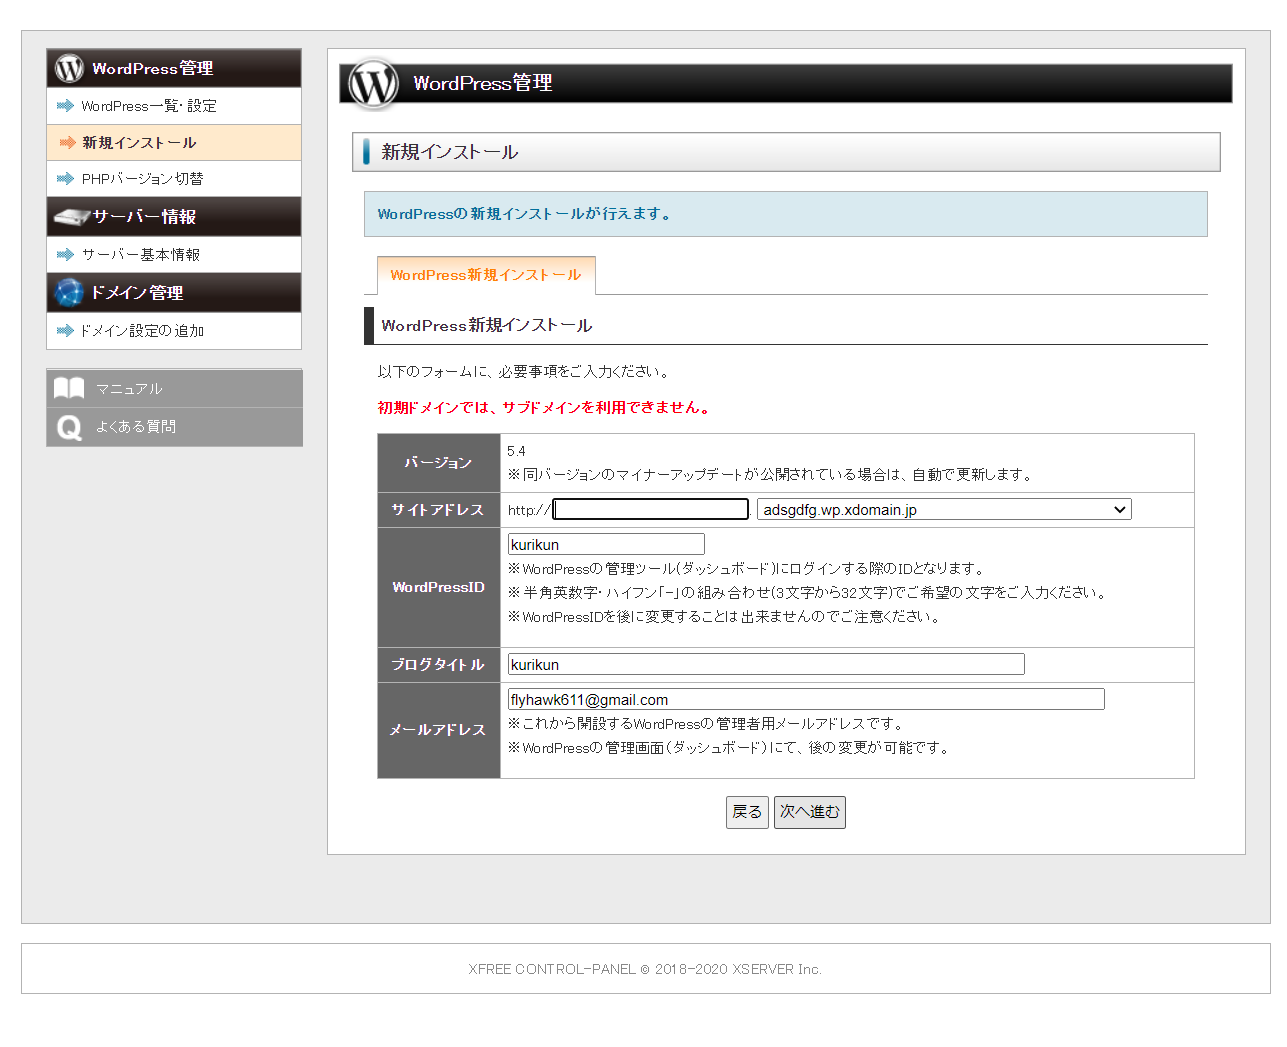 WordPress管理
WordPress一覧・設定
新規インストール
PHPバージョン切替
サーバー情報
サーバー基本情報
ドメイン管理
ドメイン設定の追加
マニュアル
よくある質問
WordPress管理
新規インストール
WordPressの新規インストールが行えます。
WordPress新規インストール
WordPress新規インストール
以下のフォームに、必要事項をご入力ください。
初期ドメインでは、サブドメインを利用できません。
バージョン
5.4
※同バージョンのマイナーアップデートが公開されている場合は、自動で更新します。
サイトアドレス http:// . adsgdfg.wp.xdomain.jp
WordPressID
kurikun
※WordPressの管理ツール(ダッシュボード)にログインする際のIDとなります。
※半角英数字・ハイフン「-」の組み合わせ(3文字から32文字)でご希望の文字をご入力ください。
※WordPressIDを後に変更することは出来ませんのでご注意ください。
ブログタイトル kurikun
メールアドレス
flyhawk611@gmail.com
※これから開設するWordPressの管理者用メールアドレスです。
※WordPressの管理画面(ダッシュボード)にて、後の変更が可能です。
戻る 次へ進む
XFREE CONTROL-PANEL © 2018-2020 XSERVER Inc.